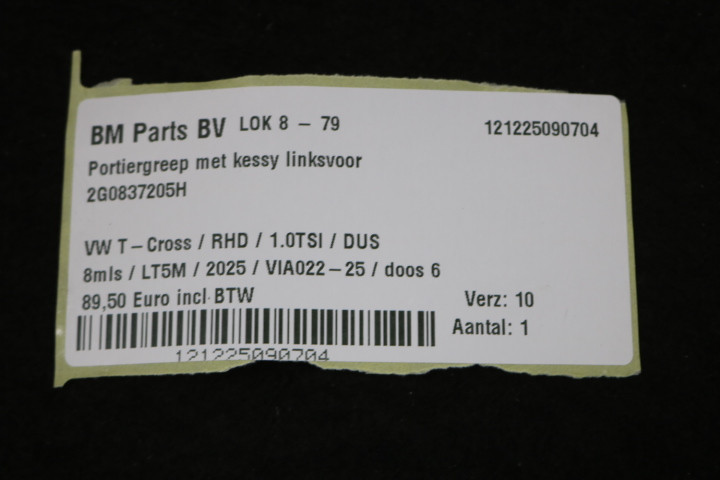 BM Parts BV LOK 8 - 79 121225090704
Portiergreep met kessy linksvoor
2G0837205H
VW T-Cross / RHD / 1.0TSI / DUS
8mls / LT5M / 2025 / VIA022-25 / doos 6
89,50 Euro incl BTW Verz: 10
Aantal: 1
121225090704